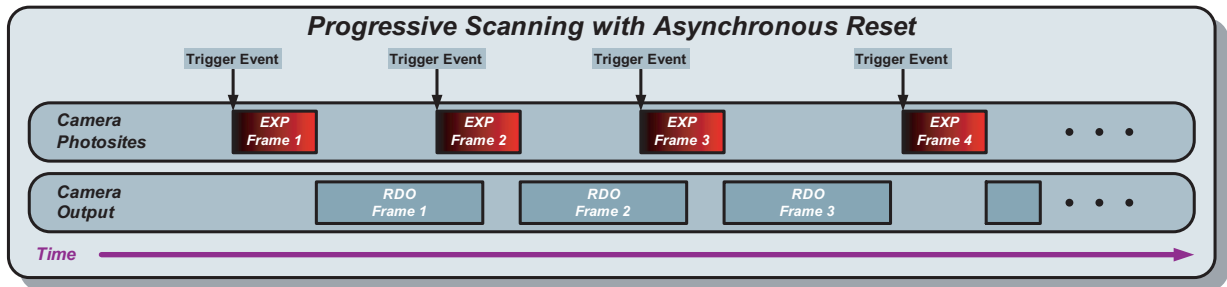 Progressive Scanning with Asynchronous Reset
Trigger Event
Trigger Event
Trigger Event
Trigger Event
Camera
Photosites
EXP
Frame 1
EXP
Frame 2
EXP
Frame 3
EXP
Frame 4
• • •
Camera
Output
RDO
Frame 1
RDO
Frame 2
RDO
Frame 3
• • •
Time